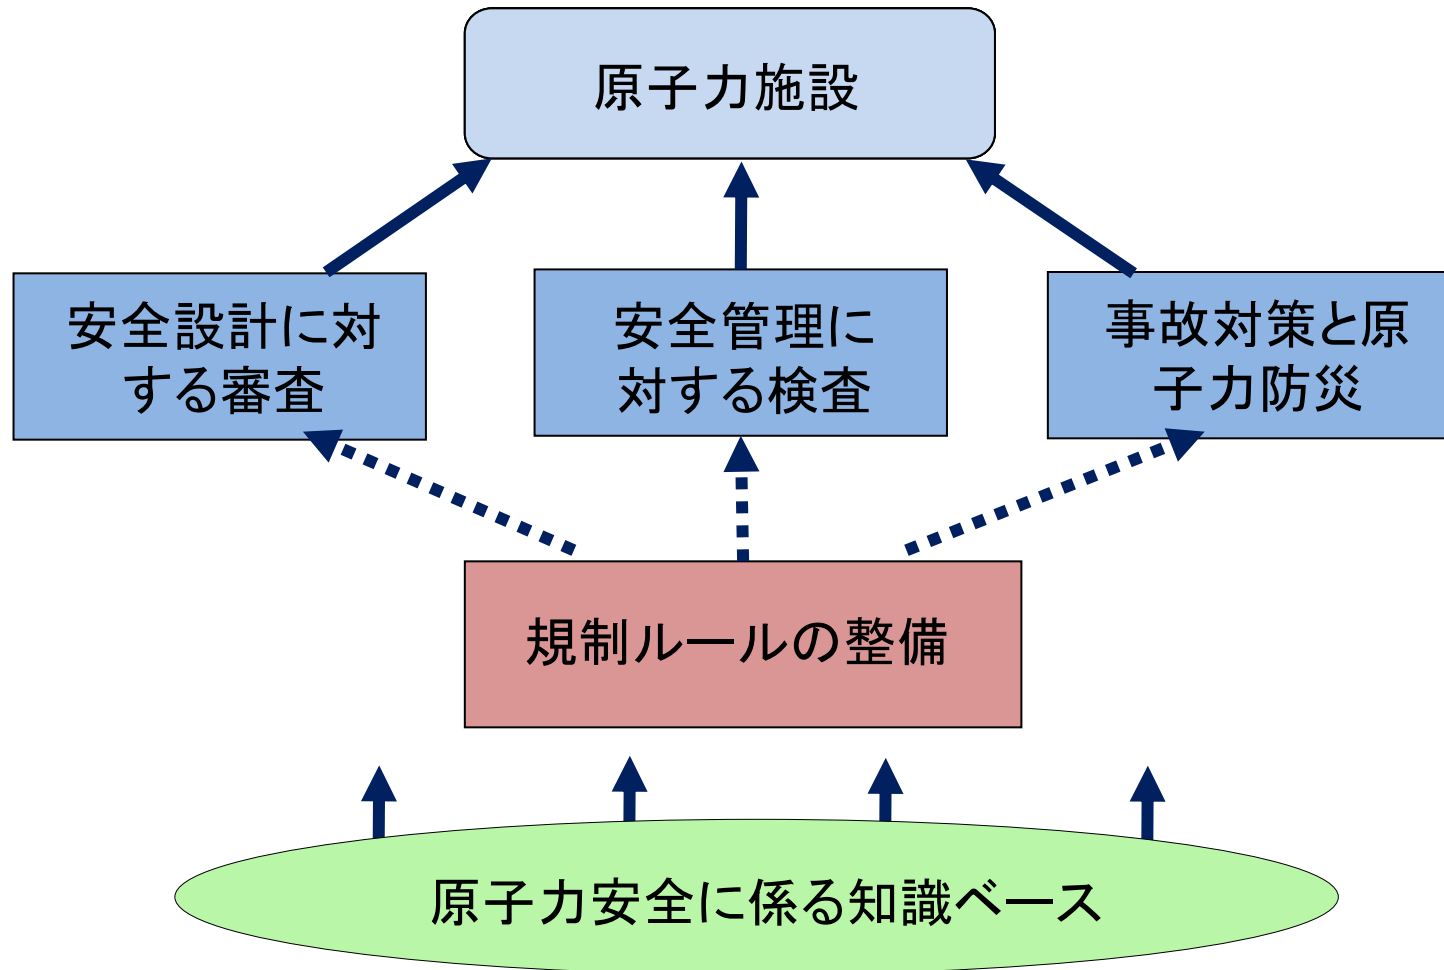 原子力施設
安全設計に対
する審査
安全管理に
対する検査
事故対策と原
子力防災
規制ルールの整備
原子力安全に係る知識ベース